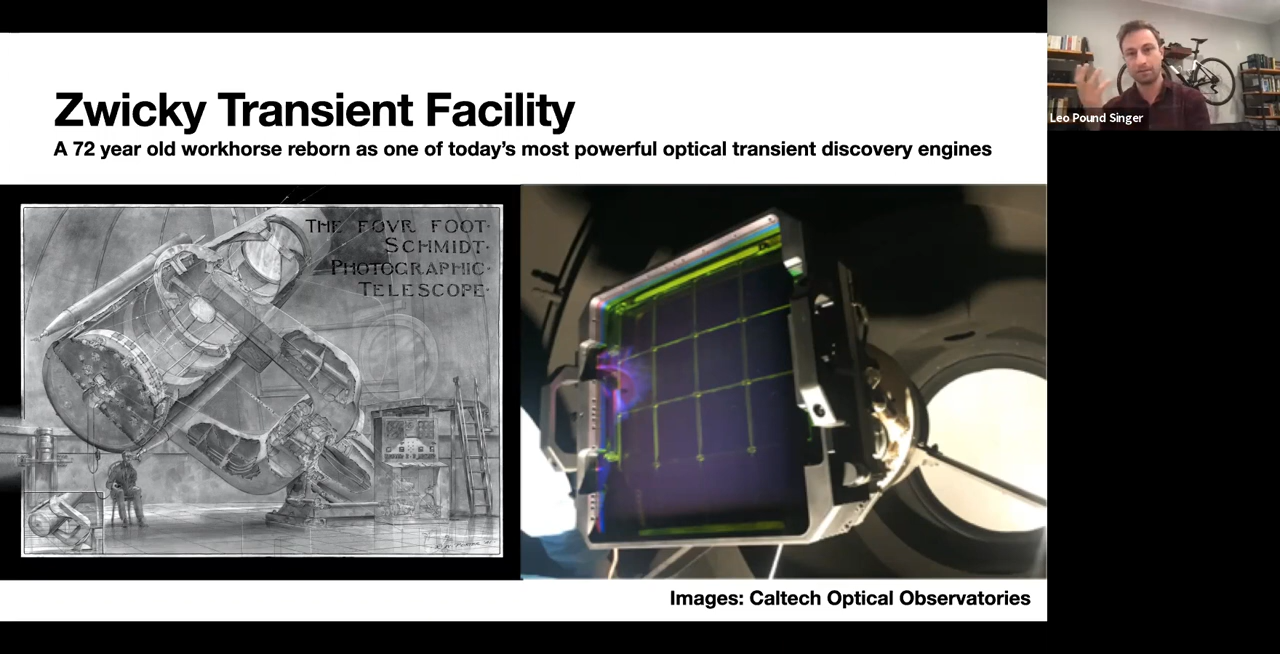 Zwicky Transient Facility
A 72 year old workhorse reborn as one of today’s most powerful optical transient discovery engines
THE FOVR FOOT·
SCHMIDT·
PHOTOGRAPHIC·
TELESCOPE·
Images: Caltech Optical Observatories
Leo Pound Singer